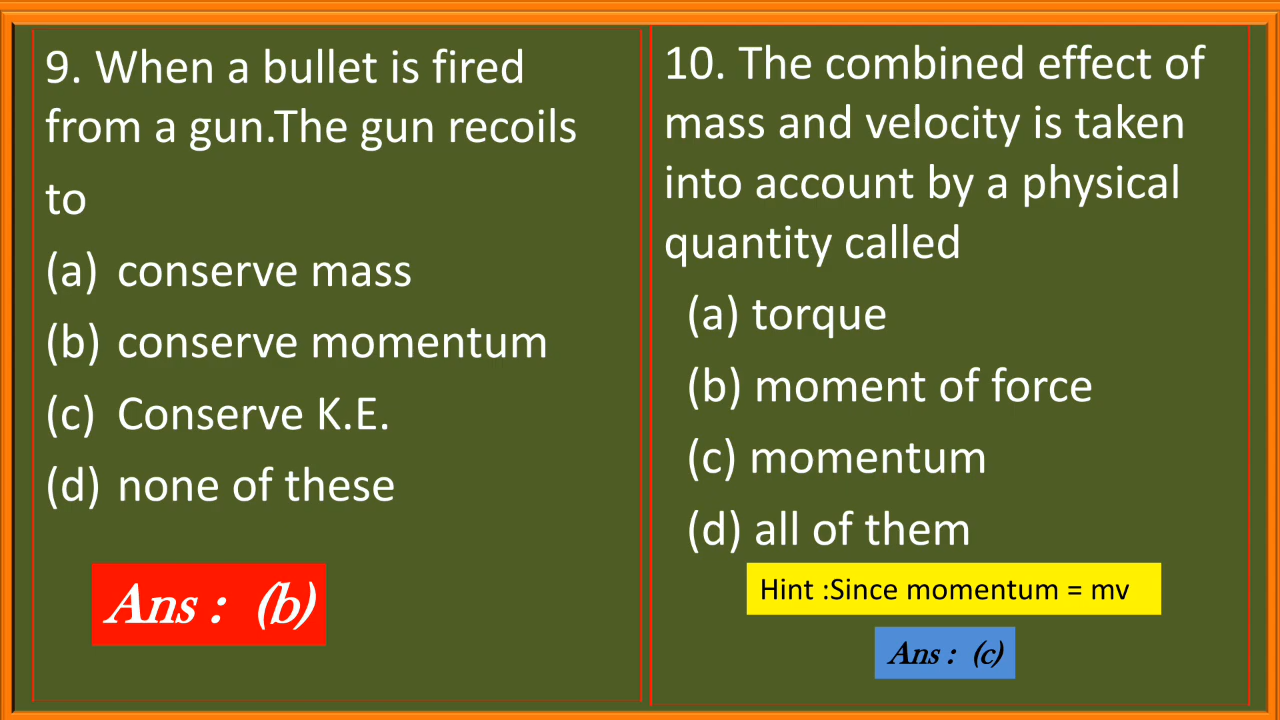 9. When a bullet is fired
from a gun.The gun recoils
to
(a) conserve mass
(b) conserve momentum
(c) Conserve K.E.
(d) none of these
Ans : (b)
10. The combined effect of
mass and velocity is taken
into account by a physical
quantity called
(a) torque
(b) moment of force
(c) momentum
(d) all of them
Hint :Since momentum = mv
Ans : (c)